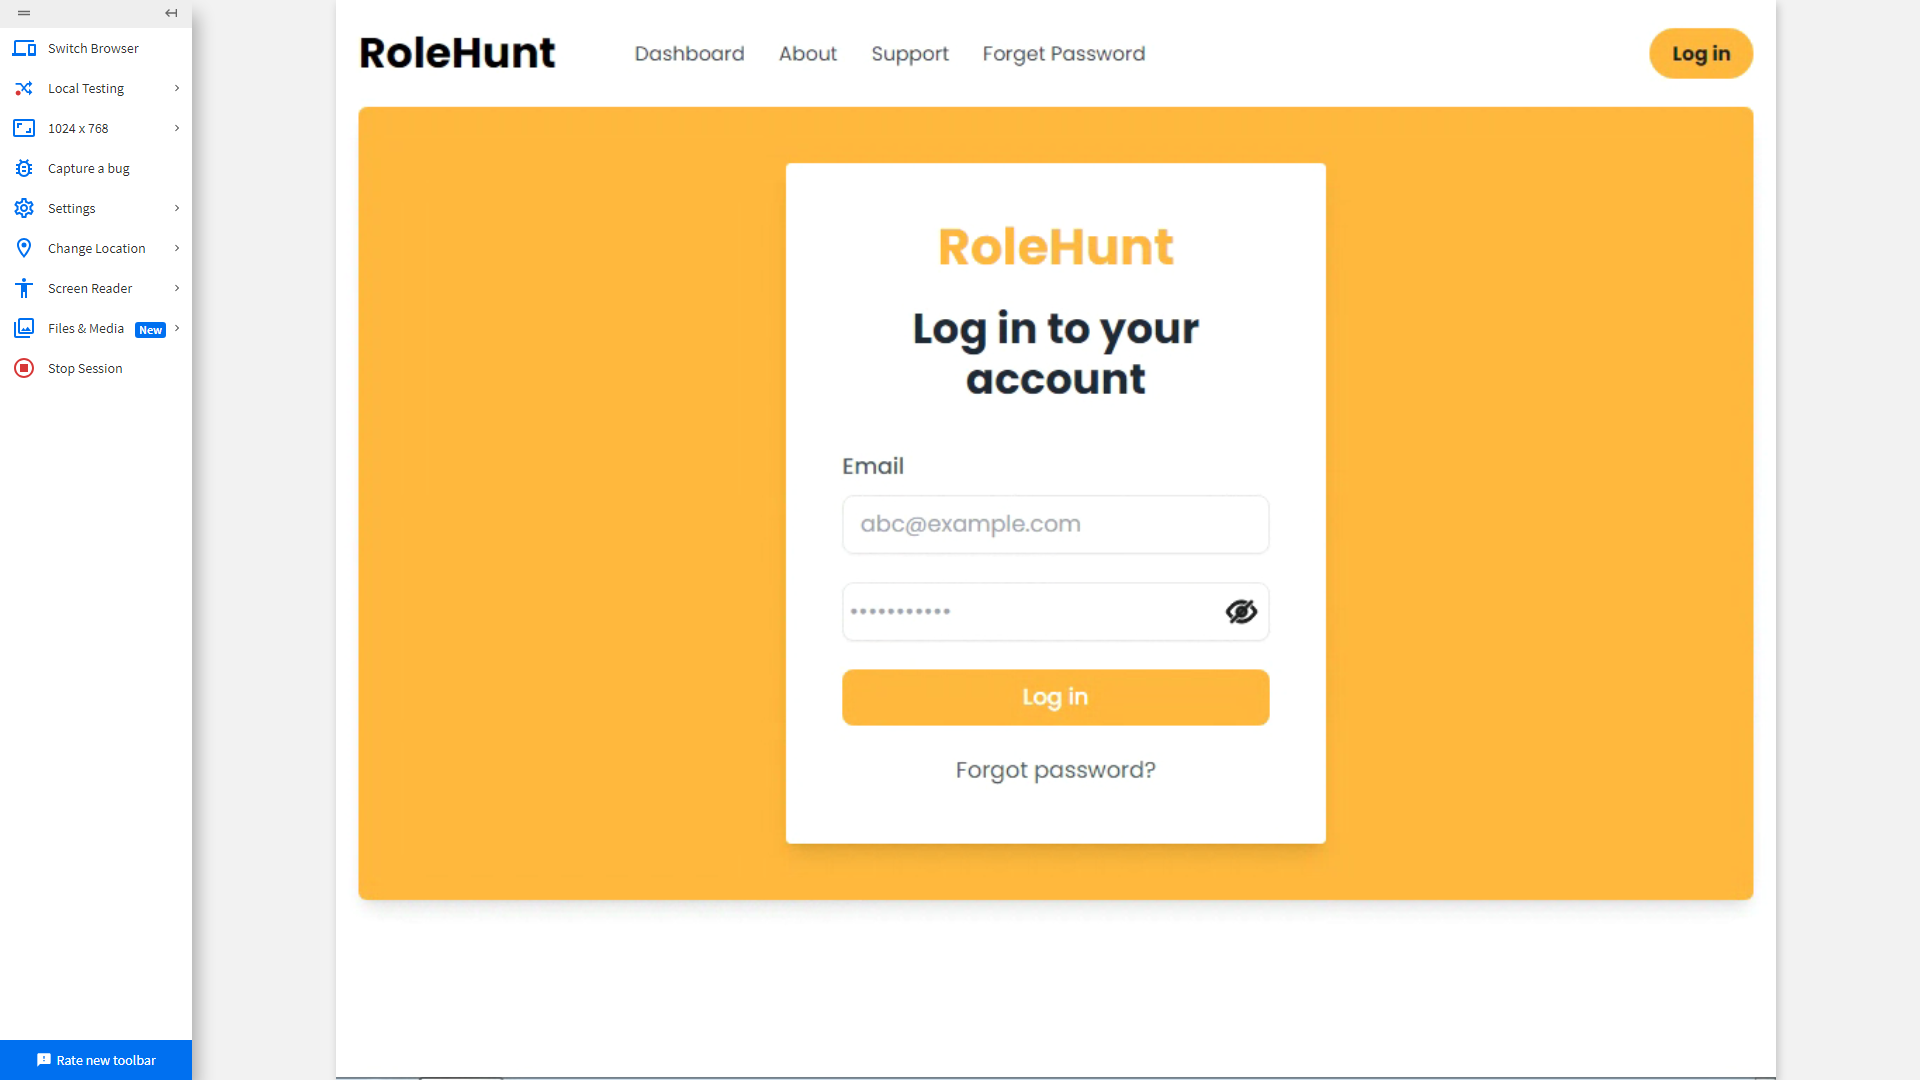 Switch Browser
Local Testing
1024 x 768
Capture a bug
Settings
Change Location
Screen Reader
Files & Media New
Stop Session
Rate new toolbar
RoleHunt Dashboard About Support Forget Password Log in
RoleHunt
Log in to your
account
Email
abc@example.com
Log in
Forgot password?